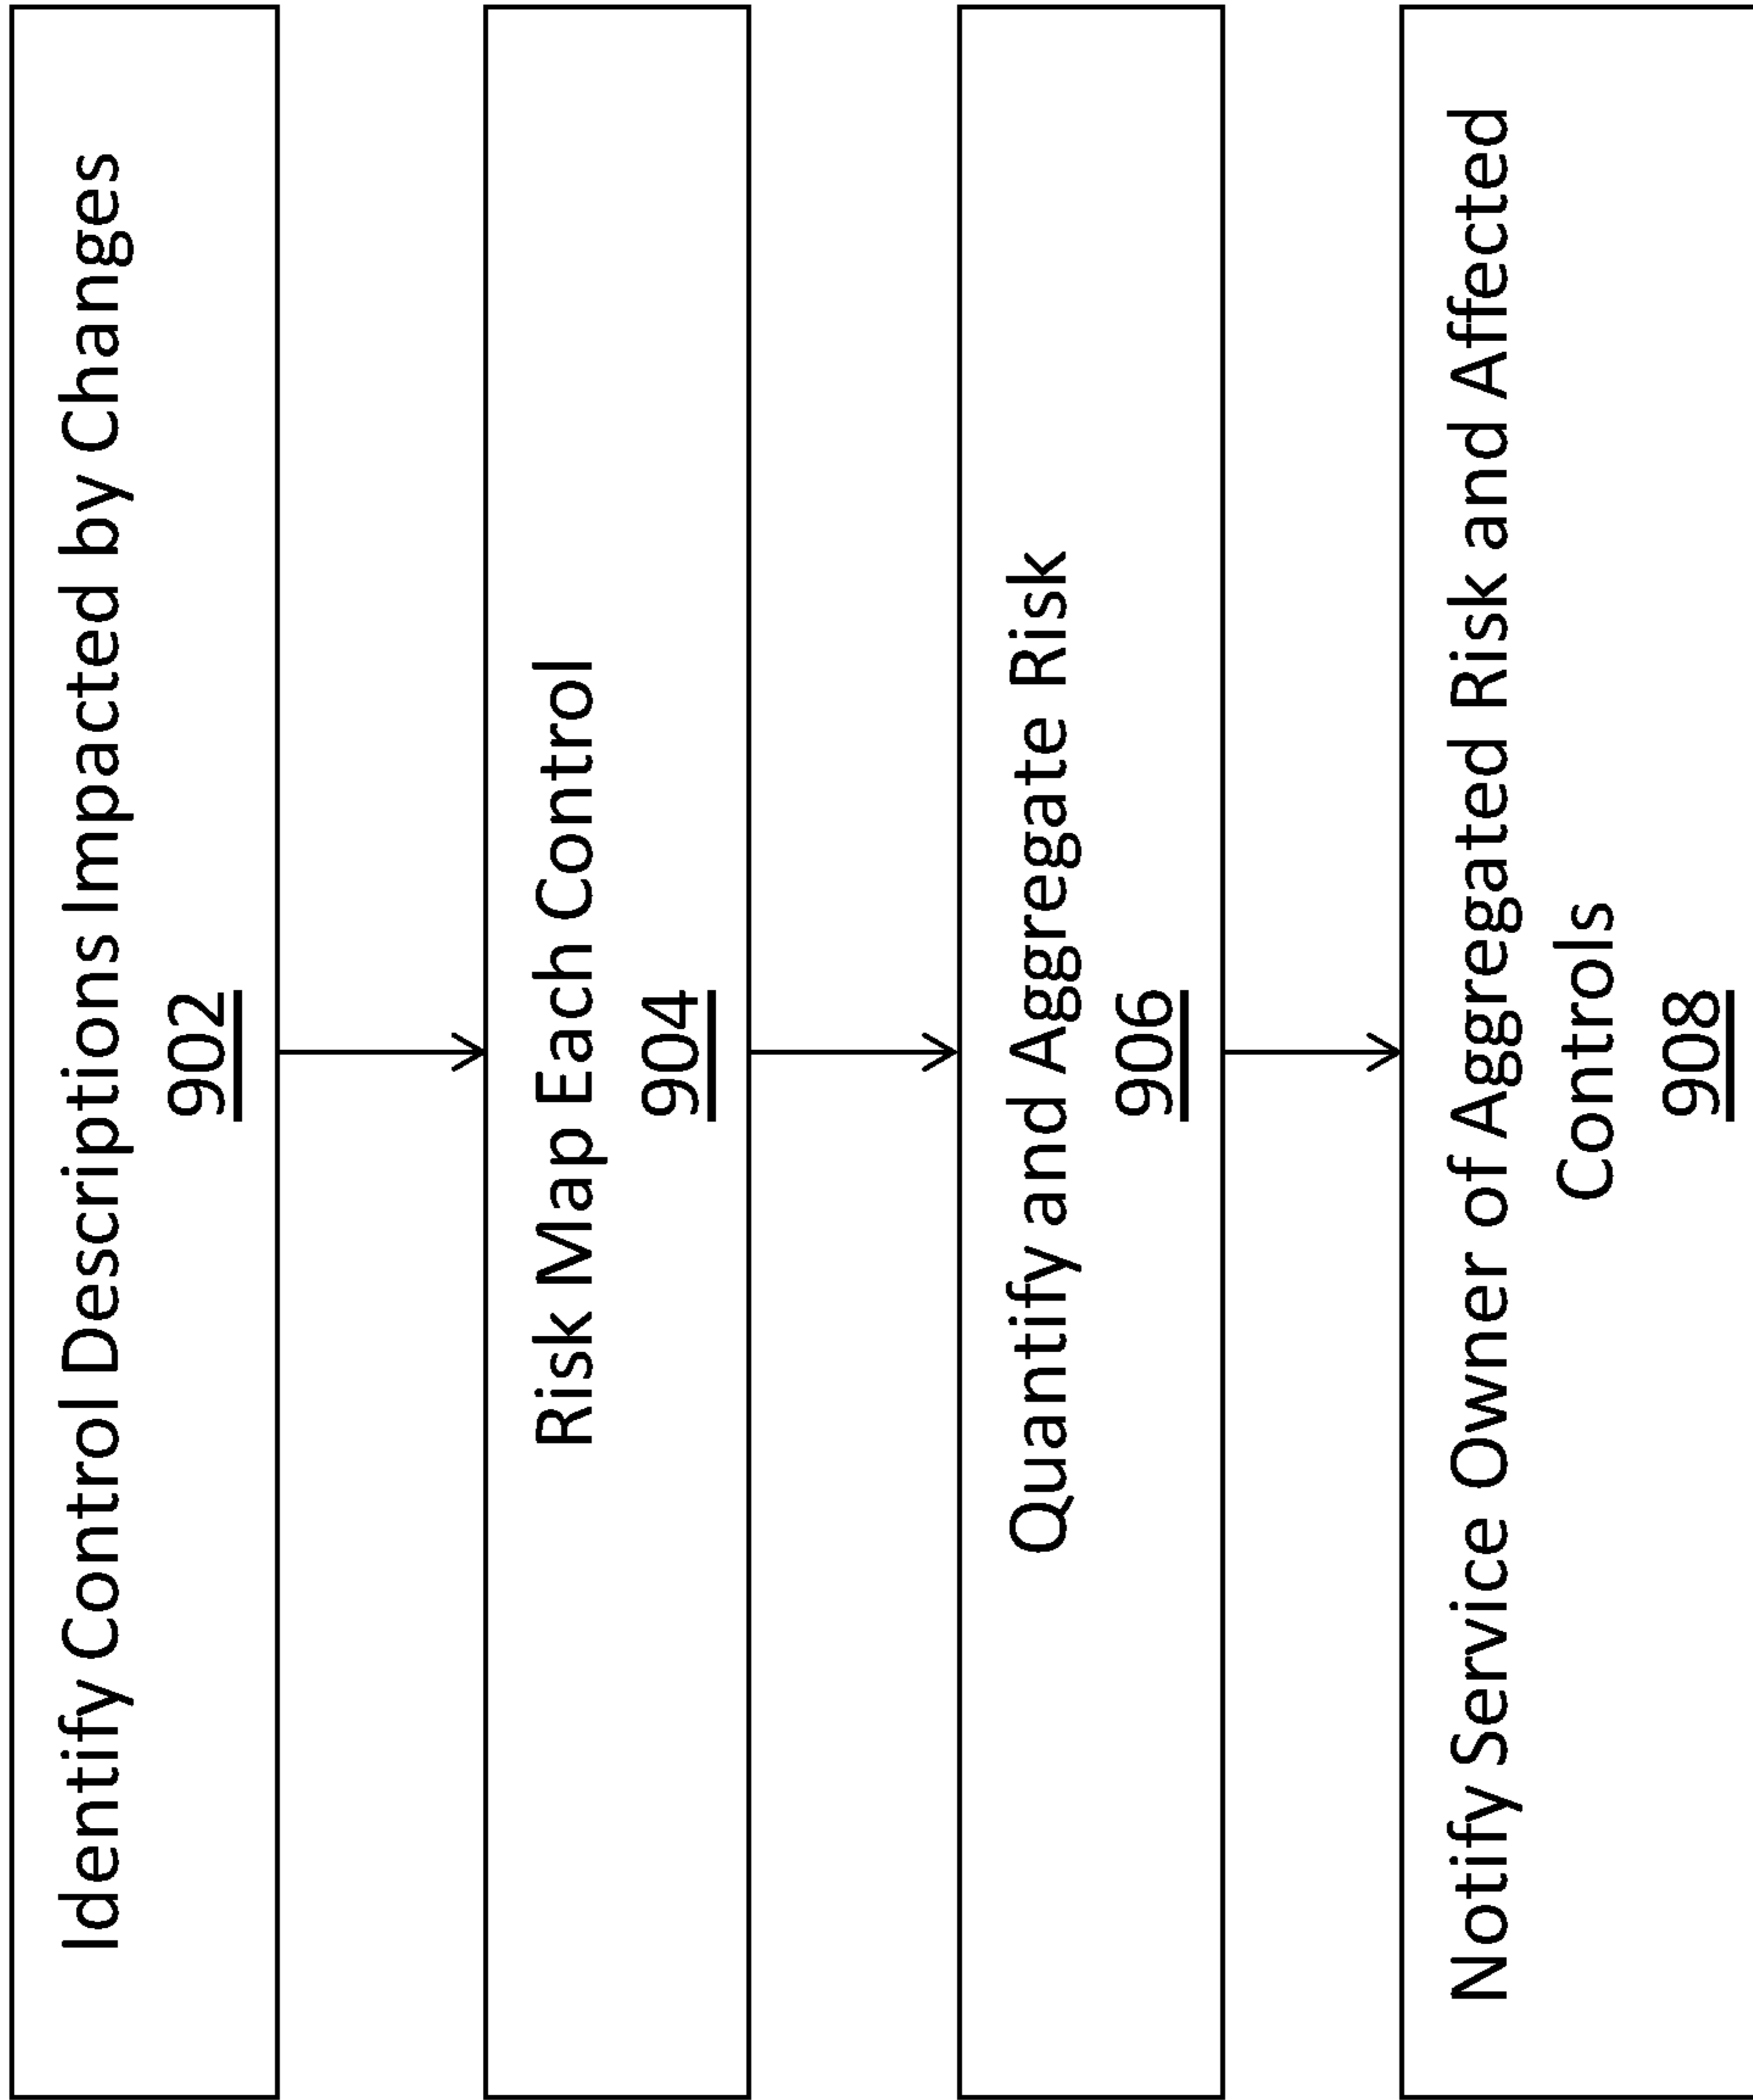 Identify Control Descriptions Impacted by Changes
902
Risk Map Each Control
904
Quantify and Aggregate Risk
906
Notify Service Owner of Aggregated Risk and Affected
Controls
908